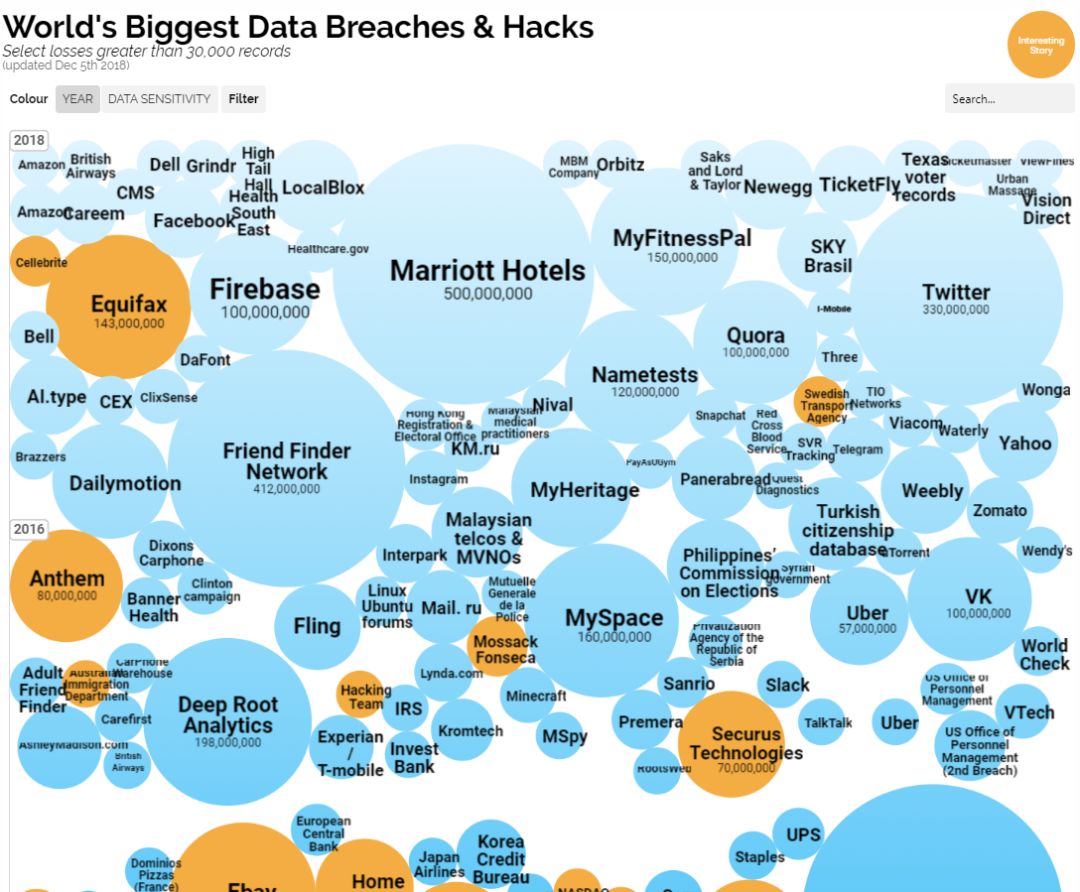 World's Biggest Data Breaches & Hacks
Select losses greater than 30,000 records
(updated Dec 5th 2018)
Interesting
Story
Colour YEAR DATA SENSITIVITY Filter
Search...
2018
Amazon
British
Airways
Dell
Grindr
High
Tail
Hall
LocalBlox
MBM
Company
Orbitz
Saks
and Lord
& Taylor
Newegg
TicketFly
Texas
voter
records
Ticketmaster
ViewFines
CMS
Amazon
Careem
Facebook
Health
South
East
Urban
Massage
Vision
Direct
Healthcare.gov
Cellebrite
Equifax
143,000,000
Firebase
100,000,000
Marriott Hotels
500,000,000
MyFitnessPal
150,000,000
SKY
Brasil
Twitter
330,000,000
I-Mobile
Bell
DaFont
Quora
100,000,000
Three
Nametests
120,000,000
AI.type
CEX
ClixSense
Nival
Swedish
Transport
Agency
TIO
Networks
Wonga
Hong Kong
Registration &
Electoral Office
Malaysian
medical
practitioners
Snapchat
Red
Cross
Blood
Service
Viacom
Waterly
Yahoo
Brazzers
Friend Finder
Network
412,000,000
KM.ru
SVR
Tracking
Telegram
PayAsUGym
Dailymotion
Instagram
MyHeritage
Panerabread
Quest
Diagnostics
Weebly
Zomato
2016
Malaysian
telcos &
MVNOs
Turkish
citizenship
database
Dixons
Carphone
Interpark
uTorrent
Wendy's
Anthem
80,000,000
Clinton
campaign
Banner
Health
Philippines’
Commission
on Elections
Syrian
government
Linux
Ubuntu
forums
Mail. ru
Mutuelle
Generale
de la
Police
MySpace
160,000,000
Uber
57,000,000
VK
100,000,000
Fling
Mossack
Fonseca
Privatization
Agency of the
Republic of
Serbia
World
Check
Adult
Friend
Finder
Australian
Immigration
Department
CarPhone
Warehouse
Lynda.com
Sanrio
Slack
US Office of
Personnel
Management
Hacking
Team
IRS
Minecraft
Deep Root
Analytics
198,000,000
Carefirst
Premera
TalkTalk
Uber
VTech
Kromtech
MSpy
Securus
Technologies
70,000,000
AshleyMadison.com
British
Airways
Experian
/
T-mobile
Invest
Bank
US Office of
Personnel
Management
(2nd Breach)
RootsWeb
European
Central
Bank
Korea
Credit
Bureau
UPS
Dominios
Pizzas
(France)
Japan
Airlines
Staples
Ebay
Home
NASDAQ